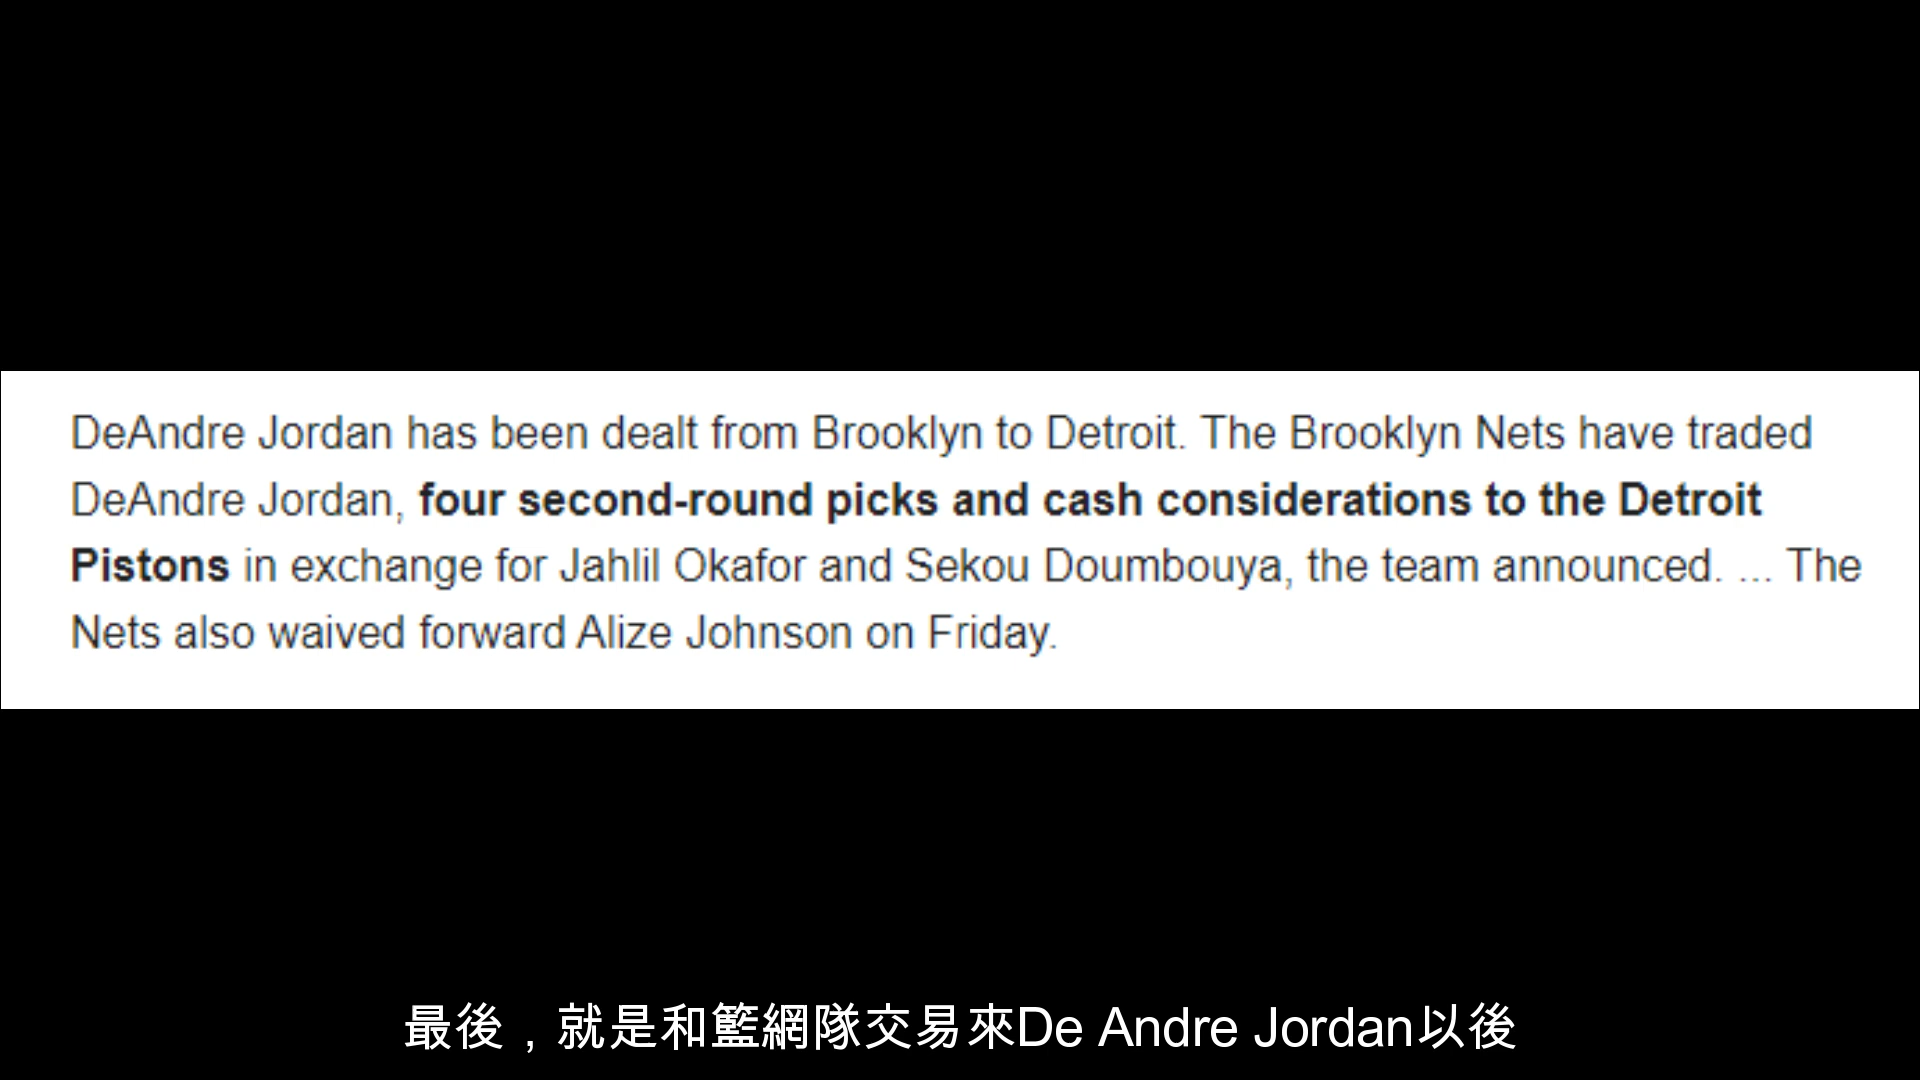 DeAndre Jordan has been dealt from Brooklyn to Detroit. The Brooklyn Nets have traded
DeAndre Jordan, four second-round picks and cash considerations to the Detroit
Pistons in exchange for Jahlil Okafor and Sekou Doumbouya, the team announced. ... The
Nets also waived forward Alize Johnson on Friday.
最後，就是和籃網隊交易來De Andre Jordan以後